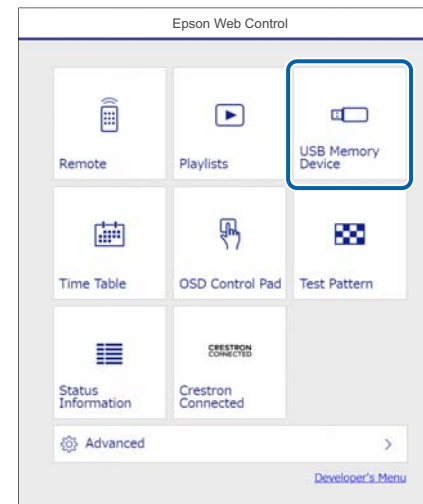 Epson Web Control
Remote
Playlists
USB Memory
Device
Time Table
OSD Control Pad
Test Pattern
Status
Information
CRESTRON
CONNECTED
Crestron
Connected
Advanced
Developer's Menu